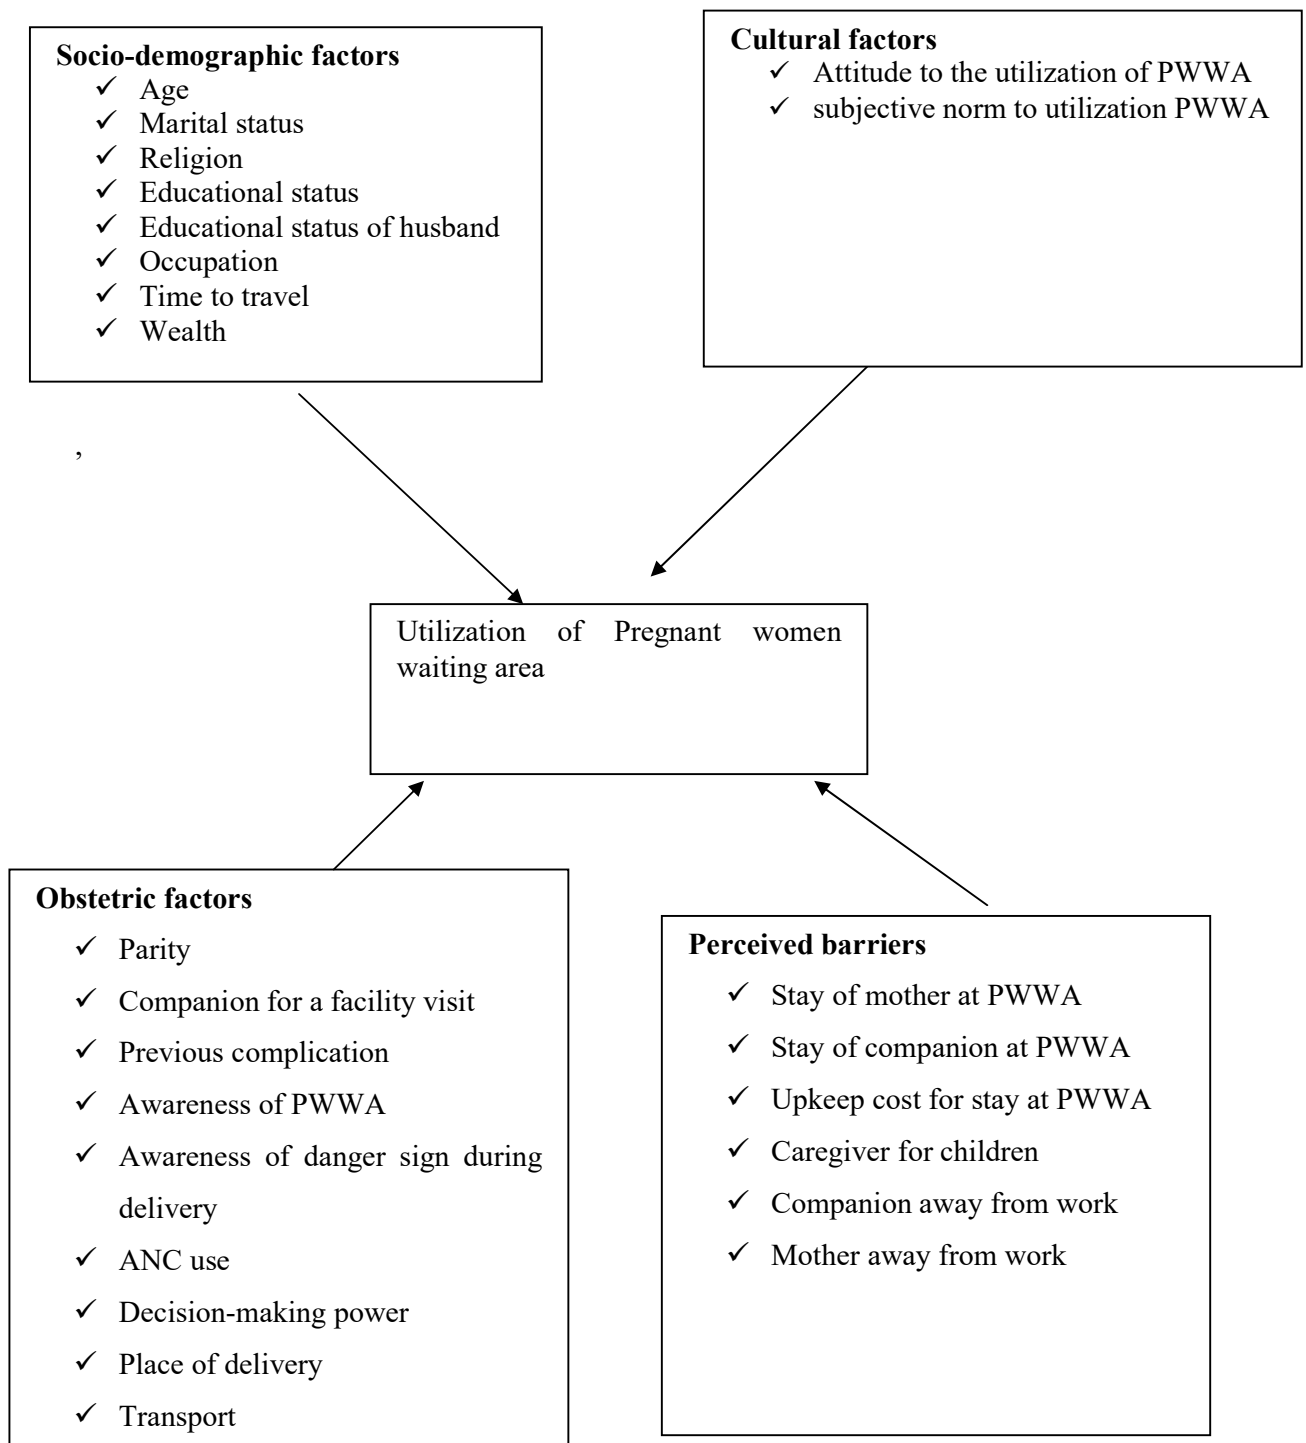 Socio-demographic factors
✓ Age
✓ Marital status
✓ Religion
✓ Educational status
✓ Educational status of husband
✓ Occupation
✓ Time to travel
✓ Wealth
Cultural factors
✓ Attitude to the utilization of PWWA
✓ subjective norm to utilization PWWA
,
Utilization of Pregnant women
waiting area
Obstetric factors
✓ Parity
✓ Companion for a facility visit
✓ Previous complication
✓ Awareness of PWWA
✓ Awareness of danger sign during
delivery
✓ ANC use
✓ Decision-making power
✓ Place of delivery
✓ Transport
Perceived barriers
✓ Stay of mother at PWWA
✓ Stay of companion at PWWA
✓ Upkeep cost for stay at PWWA
✓ Caregiver for children
✓ Companion away from work
✓ Mother away from work